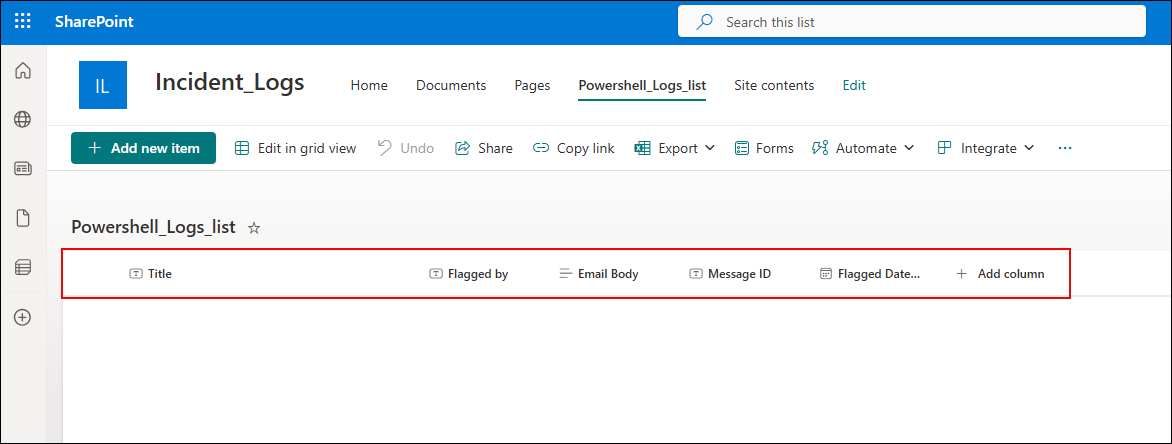 SharePoint
Search this list
IL
Incident_Logs
Home Documents Pages Powershell_Logs_list Site contents Edit
Add new item Edit in grid view Undo Share Copy link Export Forms Automate Integrate ...
Powershell_Logs_list
Title Flagged by Email Body Message ID Flagged Date... Add column